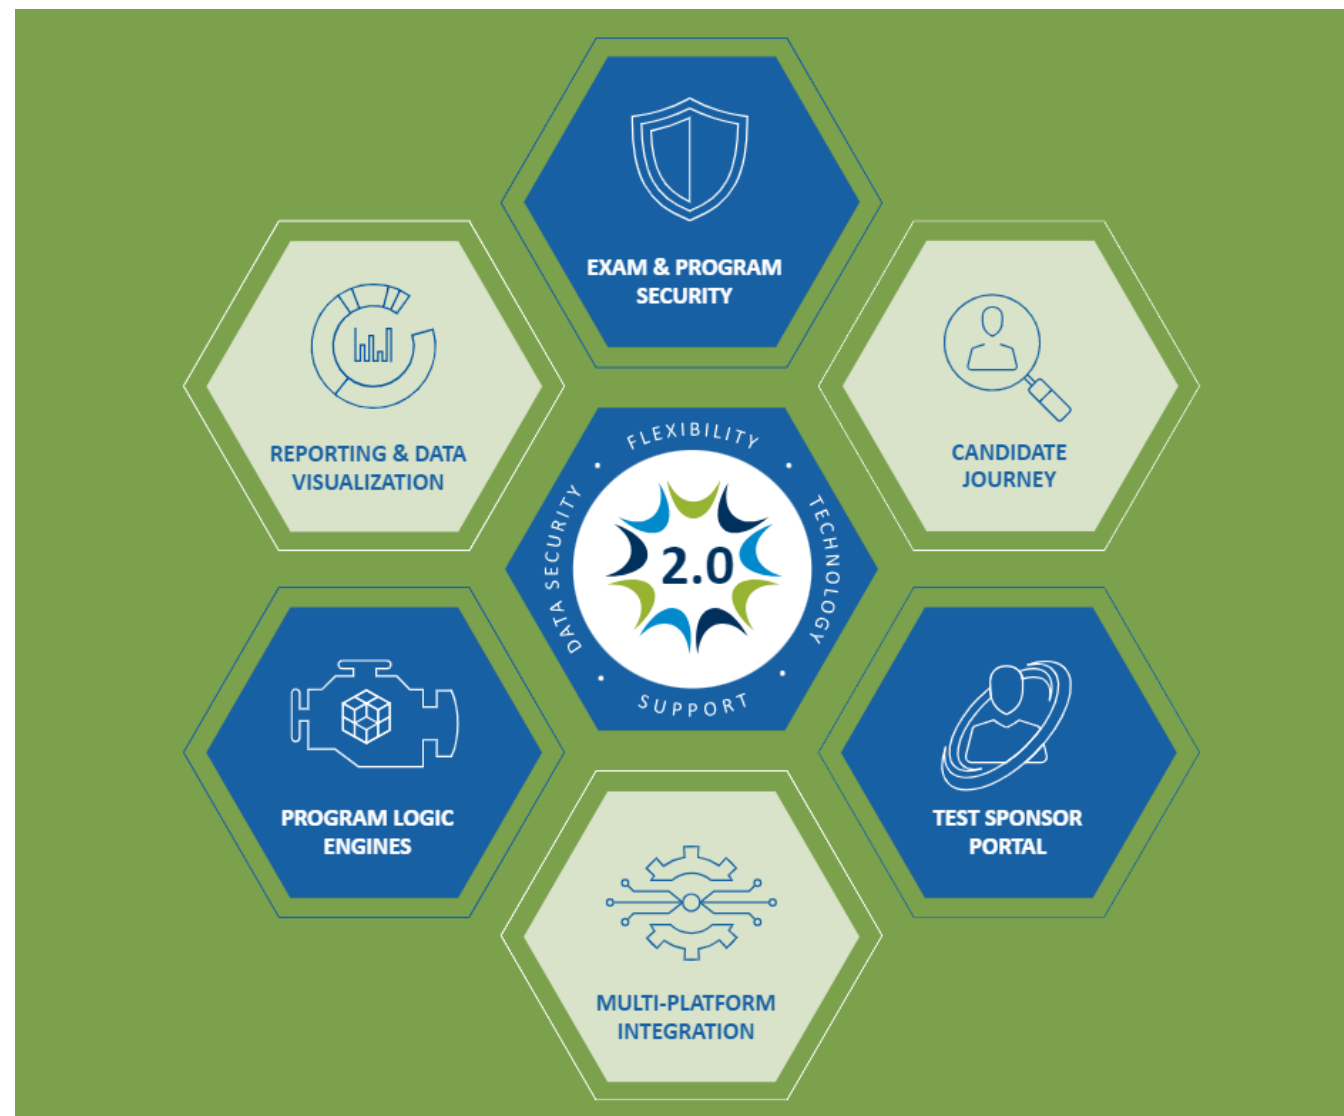 EXAM & PROGRAM
SECURITY
REPORTING & DATA
VISUALIZATION
CANDIDATE
JOURNEY
FLEXIBILITY
TECHNOLOGY
SUPPORT
DATA SECURITY
2.0
PROGRAM LOGIC
ENGINES
TEST SPONSOR
PORTAL
MULTI-PLATFORM
INTEGRATION